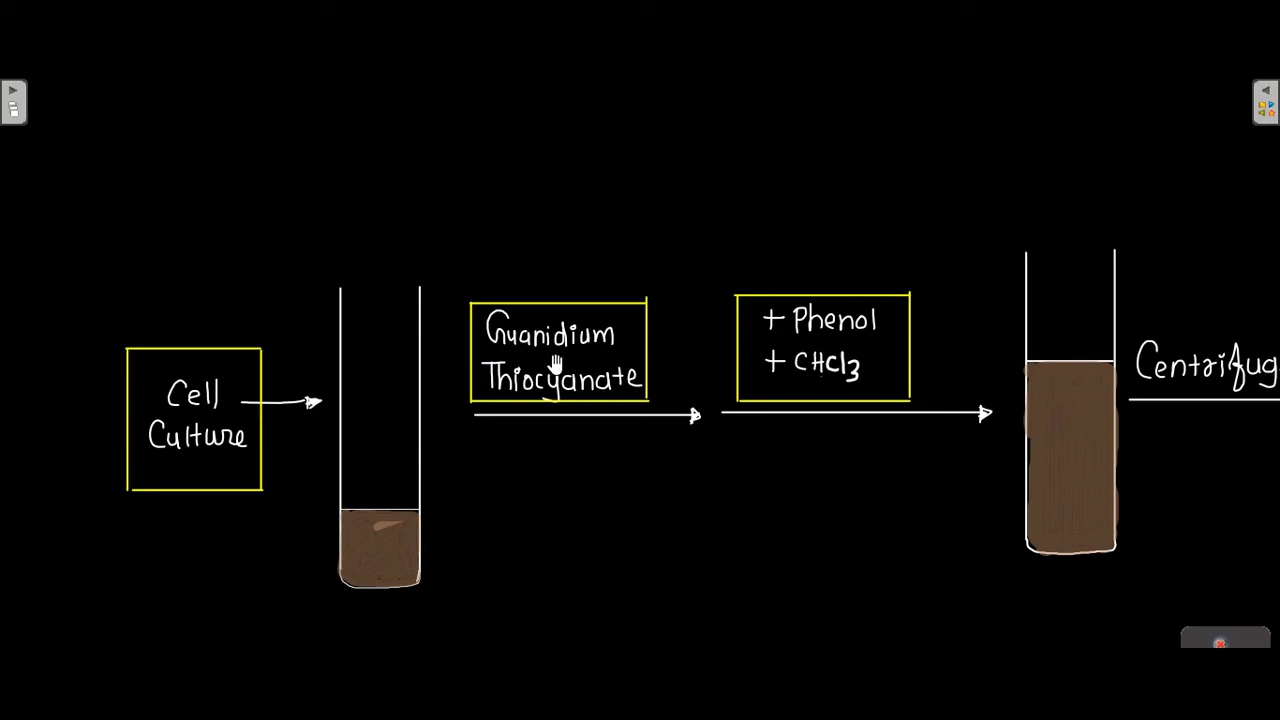 Cell
Culture
Guanidium
Thiocyanate
+ Phenol
+ CHCl3
Centrifug